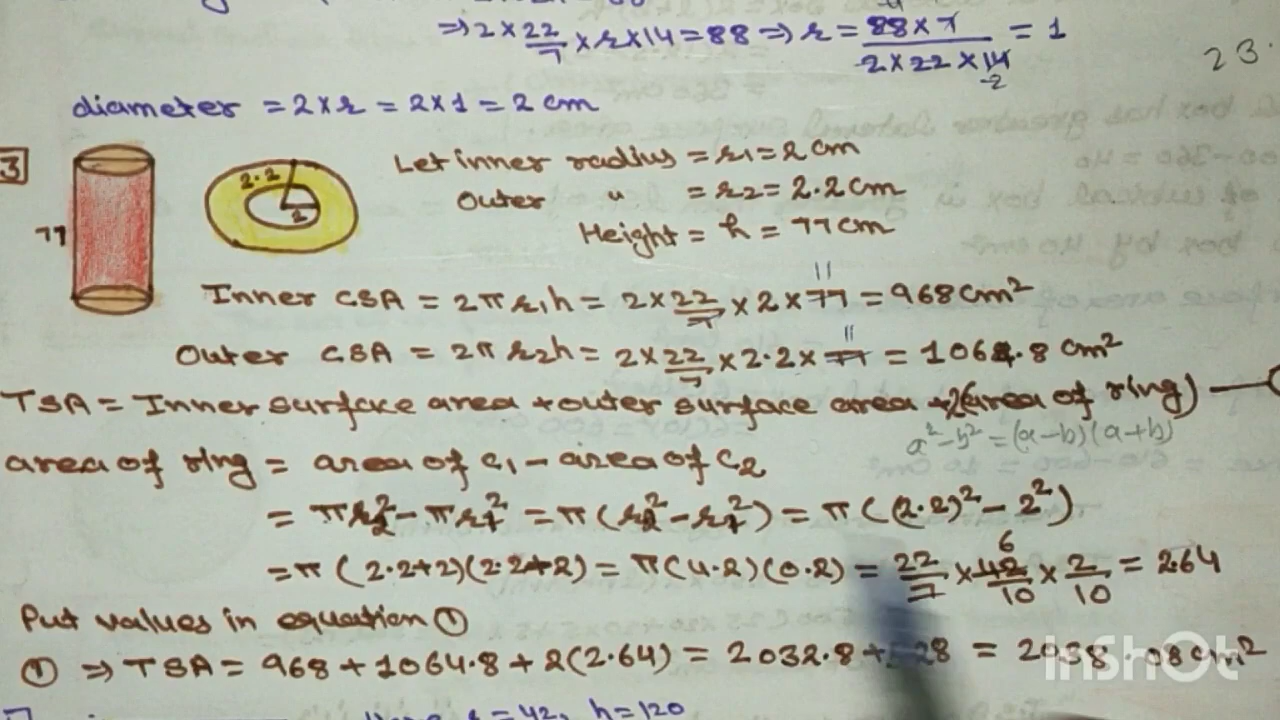 ⇒ 2 × 22/7 × r × 14 = 88 ⇒ r = 88 × 7 / 2 × 22 × 14 = 1
2
23.
diameter = 2 × r = 2 × 1 = 2 cm
3
77
2.2
2
Let inner radius = r1 = 2 cm
Outer " = r2 = 2.2 cm
Height = h = 77 cm
11
Inner CSA = 2πr1h = 2 × 22/7 × 2 × 77 = 968 cm²
11
Outer CSA = 2πr2h = 2 × 22/7 × 2.2 × 77 = 1064.8 cm²
TSA = Inner surface area + outer surface area + 2(area of ring) —
a² - b² = (a-b)(a+b)
area of ring = area of c1 - area of c2
= πr2² - πr1² = π(r2² - r1²) = π((2.2)² - 2²)
6
= π(2.2+2)(2.2 2) = π(4.2)(0.2) = 22/7 × 42/10 × 2/10 = 2.64
Put values in equation ①
① ⇒ TSA = 968 + 1064.8 + 2(2.64) = 2032.8 + 28 = 2038 08 cm²
InShOt
= 42, h = 120